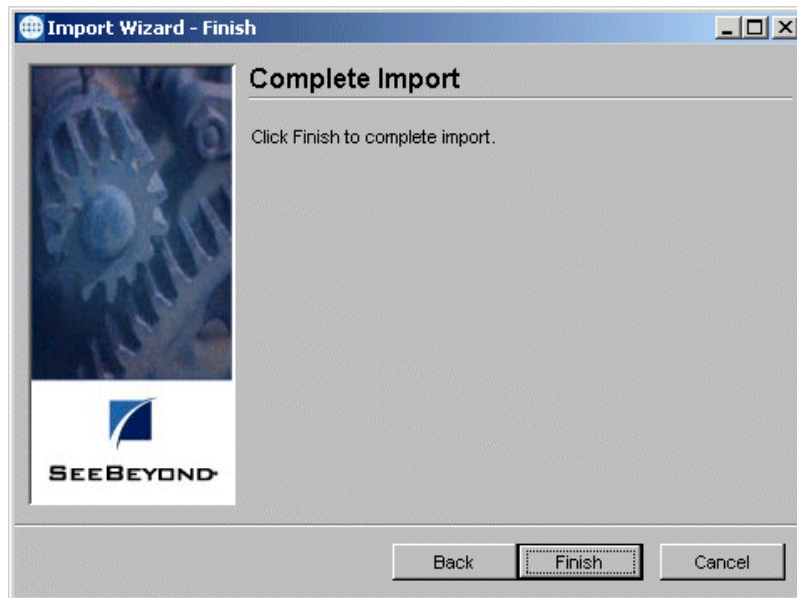 Import Wizard - Finish
Complete Import
Click Finish to complete import.
SEEBEYOND
Back
Finish
Cancel